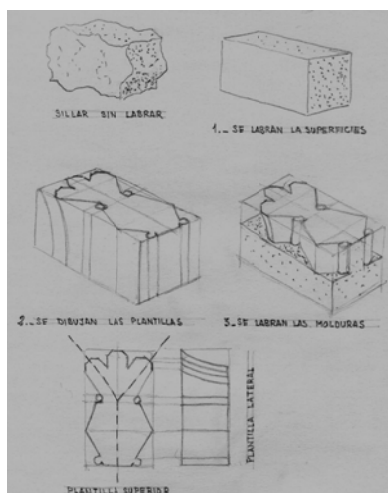 SILLAR SIN LABRAR
1._ SE LABRAN LA SUPERFICIES
2._ SE DIBUJAN LAS PLANTILLAS
3._ SE LABRAN LAS MOLDURAS
PLANTILLA LATERAL
PLANTILLA SUPERIOR